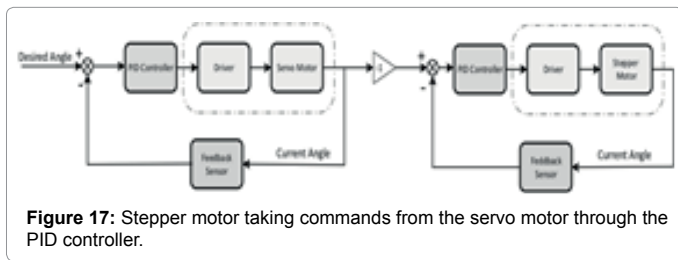 Desired Angle
+
-
PID Controller
Driver
Servo Motor
Feedback
Sensor
Current Angle
+
-
PID Controller
Driver
Stepper
Motor
Feddback
Sensor
Current Angle
Figure 17: Stepper motor taking commands from the servo motor through the
PID controller.